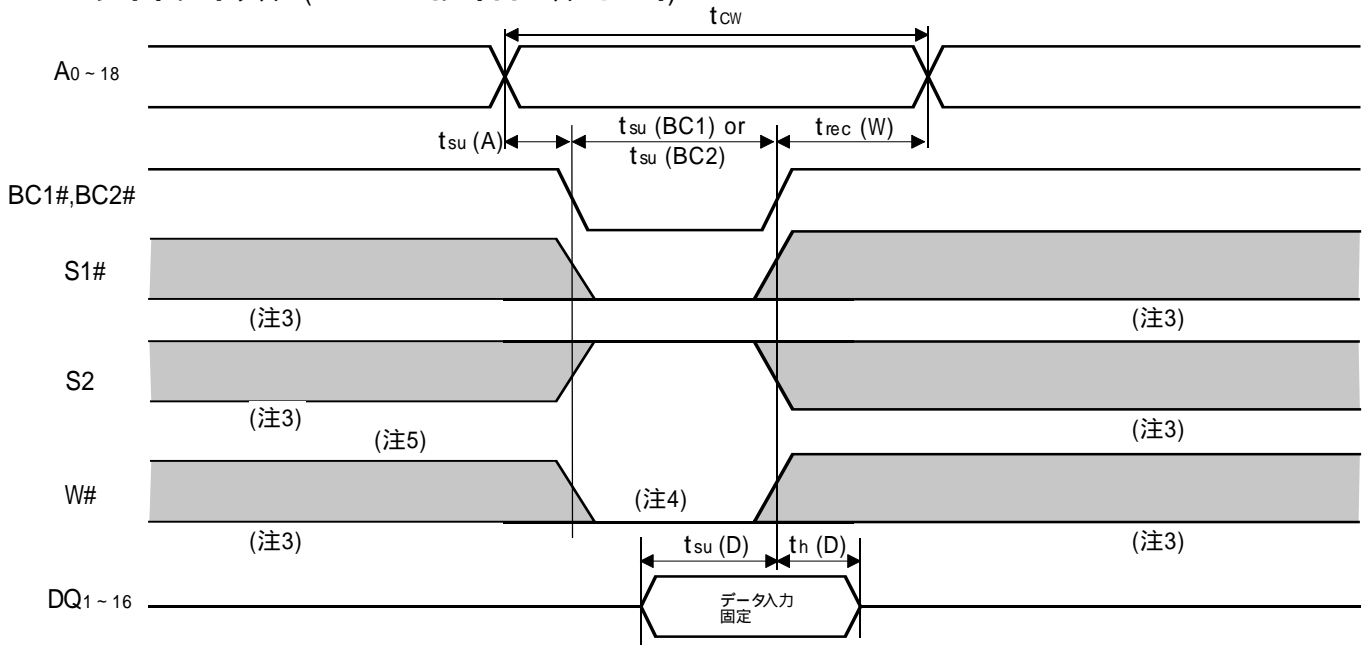 tCW
A0 ~ 18
tsu (A)
tsu (BC1) or
tsu (BC2)
trec (W)
BC1#,BC2#
S1#
(注3)
(注3)
S2
(注3)
(注3)
(注5)
W#
(注4)
(注3)
(注3)
tsu (D)
th (D)
DQ1 ~ 16
データ入力
固定